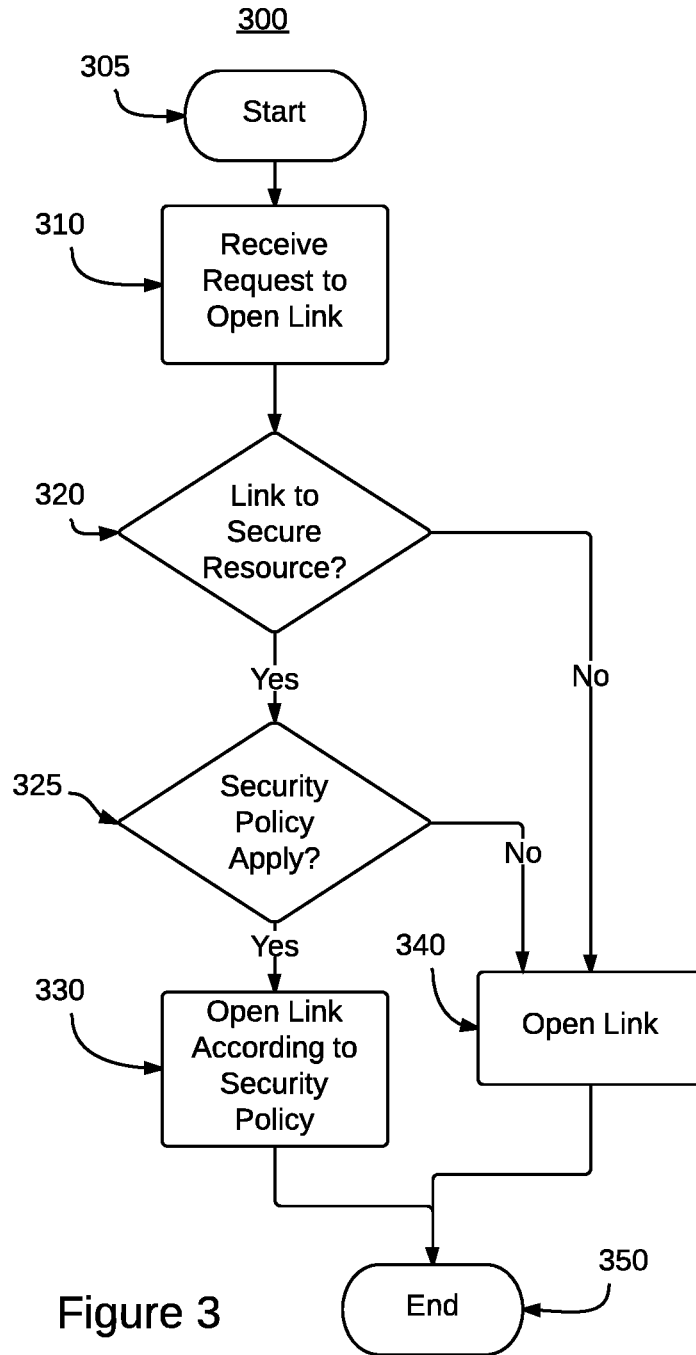 300
305
Start
310
Receive
Request to
Open Link
320
Link to
Secure
Resource?
Yes
No
325
Security
Policy
Apply?
No
Yes
340
330
Open Link
According to
Security
Policy
Open Link
350
End
Figure 3